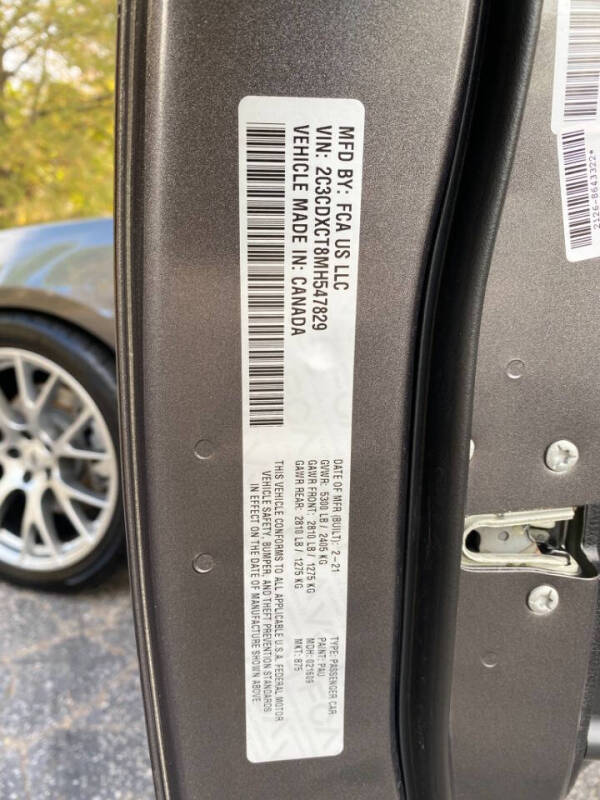 MFD BY: FCA US LLC
VIN: 2C3CDXCT8MH547829
VEHICLE MADE IN: CANADA
DATE OF MFR (BUILT): 2-21
GVWR: 5300 LB / 2405 KG
GAWR FRONT: 2810 LB / 1275 KG
GAWR REAR: 2810 LB / 1275 KG
THIS VEHICLE CONFORMS TO ALL APPLICABLE U.S.A. FEDERAL MOTOR
VEHICLE SAFETY, BUMPER, AND THEFT PREVENTION STANDARDS
IN EFFECT ON THE DATE OF MANUFACTURE SHOWN ABOVE.
TYPE: PASSENGER CAR
PAINT: PAU
MDH: 021609
MKT: B75
2126-8643322*